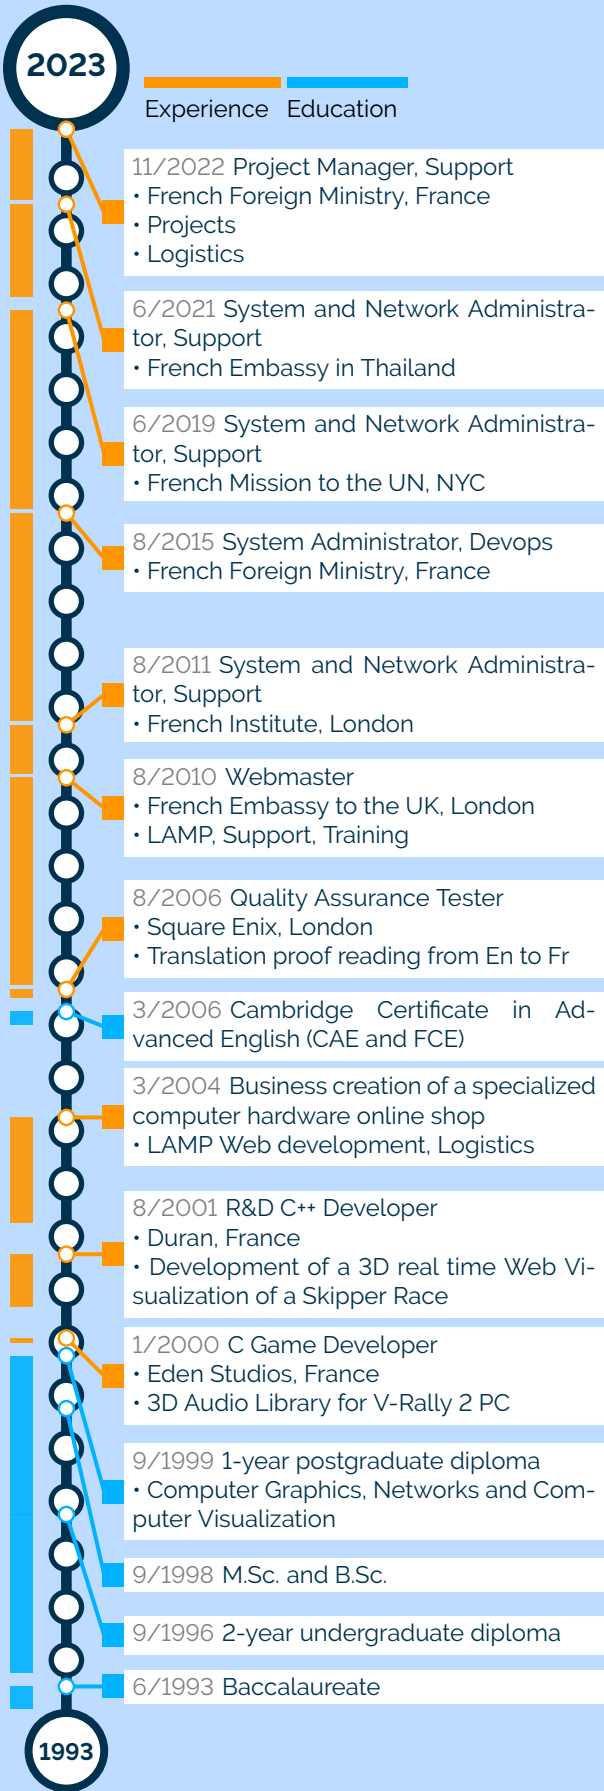 2023
Experience Education
11/2022 Project Manager, Support
• French Foreign Ministry, France
• Projects
• Logistics
6/2021 System and Network Administra-
tor, Support
• French Embassy in Thailand
6/2019 System and Network Administra-
tor, Support
• French Mission to the UN, NYC
8/2015 System Administrator, Devops
• French Foreign Ministry, France
8/2011 System and Network Administra-
tor, Support
• French Institute, London
8/2010 Webmaster
• French Embassy to the UK, London
• LAMP, Support, Training
8/2006 Quality Assurance Tester
• Square Enix, London
• Translation proof reading from En to Fr
3/2006 Cambridge Certificate in Ad-
vanced English (CAE and FCE)
3/2004 Business creation of a specialized
computer hardware online shop
• LAMP Web development, Logistics
8/2001 R&D C++ Developer
• Duran, France
• Development of a 3D real time Web Vi-
sualization of a Skipper Race
1/2000 C Game Developer
• Eden Studios, France
• 3D Audio Library for V-Rally 2 PC
9/1999 1-year postgraduate diploma
• Computer Graphics, Networks and Com-
puter Visualization
9/1998 M.Sc. and B.Sc.
9/1996 2-year undergraduate diploma
6/1993 Baccalaureate
1993